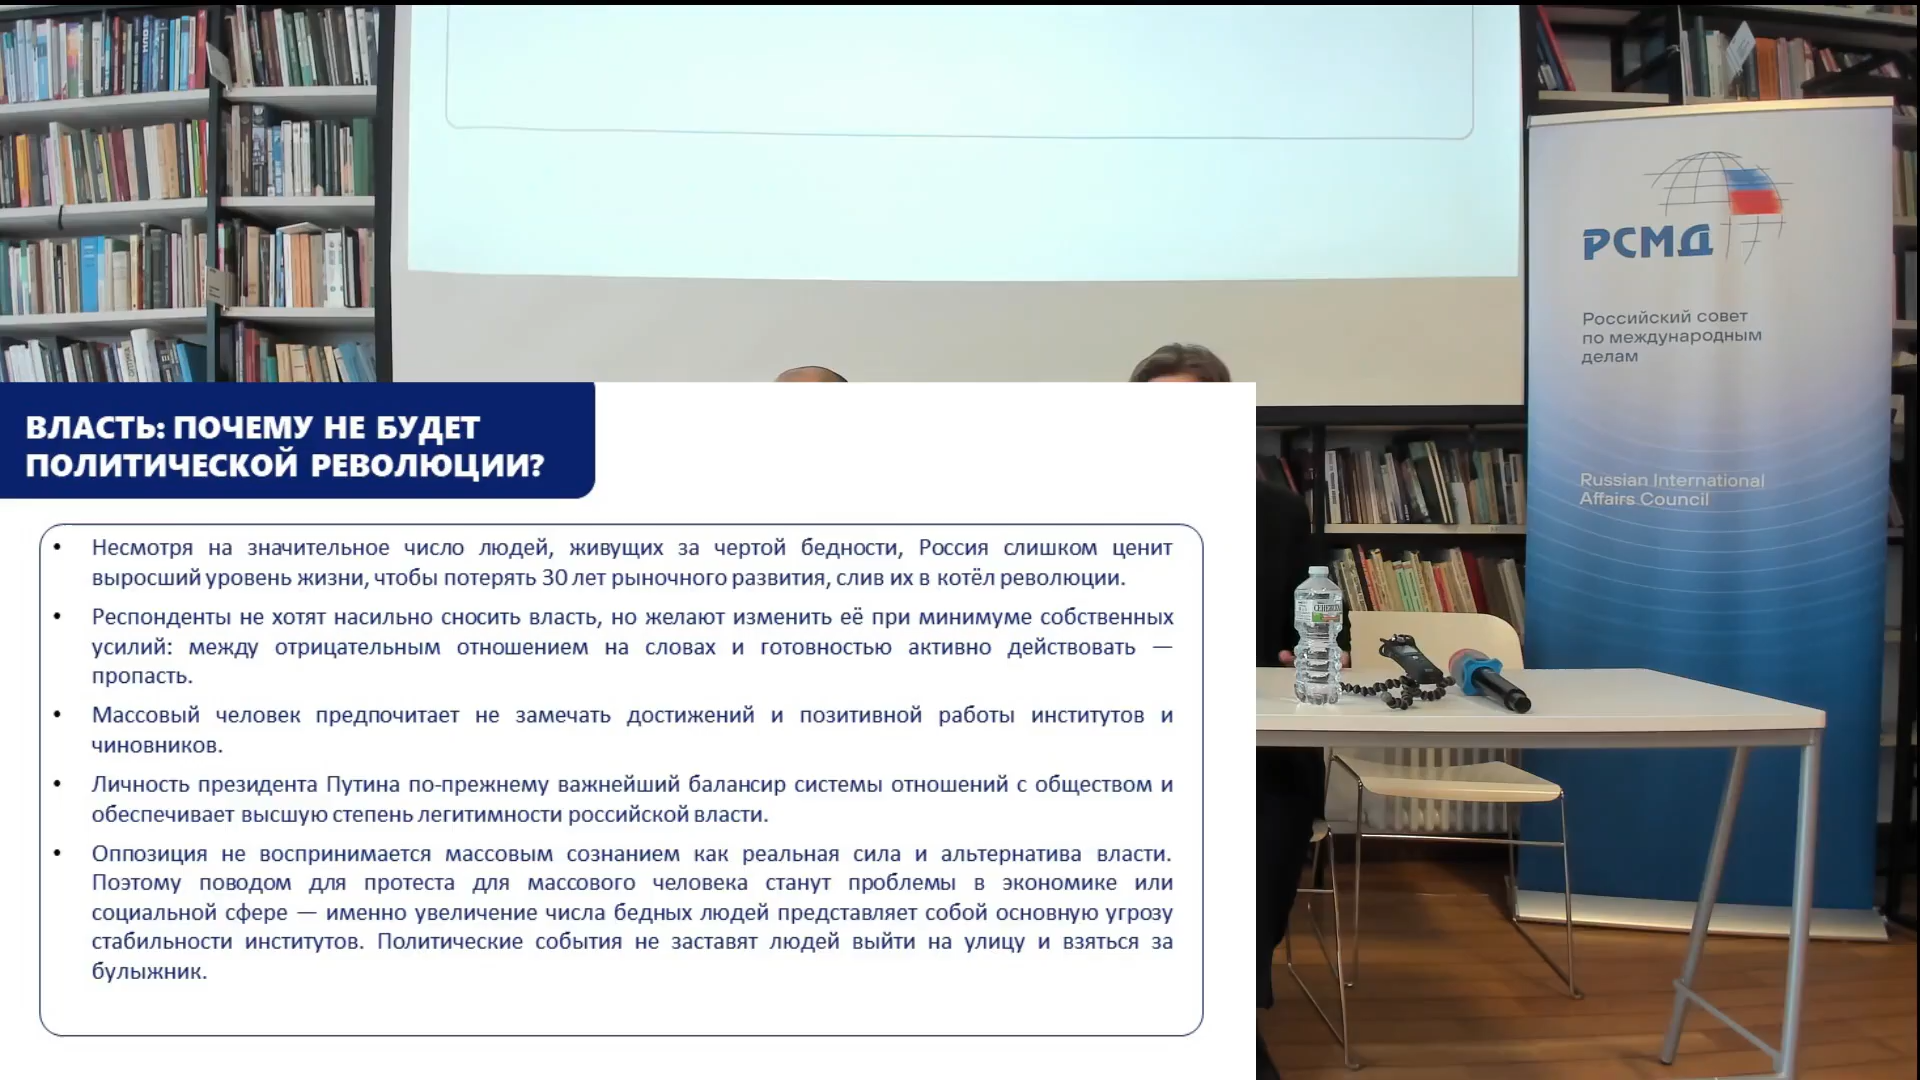 РСМД
Российский совет
по международным
делам
Russian International
Affairs Council
ВЛАСТЬ: ПОЧЕМУ НЕ БУДЕТ
ПОЛИТИЧЕСКОЙ РЕВОЛЮЦИИ?
• Несмотря на значительное число людей, живущих за чертой бедности, Россия слишком ценит
выросший уровень жизни, чтобы потерять 30 лет рыночного развития, слив их в котёл революции.
• Респонденты не хотят насильно сносить власть, но желают изменить её при минимуме собственных
усилий: между отрицательным отношением на словах и готовностью активно действовать —
пропасть.
• Массовый человек предпочитает не замечать достижений и позитивной работы институтов и
чиновников.
• Личность президента Путина по-прежнему важнейший балансир системы отношений с обществом и
обеспечивает высшую степень легитимности российской власти.
• Оппозиция не воспринимается массовым сознанием как реальная сила и альтернатива власти.
Поэтому поводом для протеста для массового человека станут проблемы в экономике или
социальной сфере — именно увеличение числа бедных людей представляет собой основную угрозу
стабильности институтов. Политические события не заставят людей выйти на улицу и взяться за
булыжник.